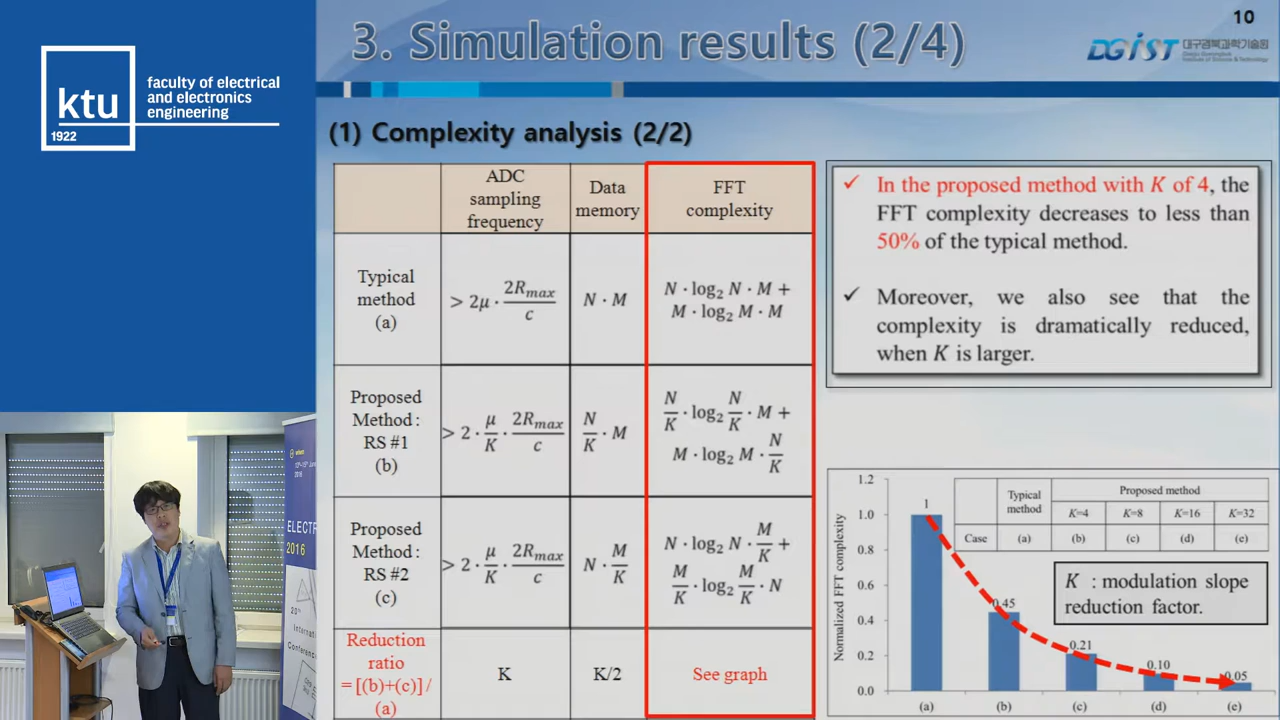 10
3. Simulation results (2/4)
DGIST 대구경북과학기술원
ktu
1922
faculty of electrical
and electronics
engineering
(1) Complexity analysis (2/2)
ADC
sampling
frequency
Data
memory
FFT
complexity
Typical
method
(a)
> 2μ · 2R_max/c
N · M
N · log₂ N · M +
M · log₂ M · M
Proposed
Method :
RS #1
(b)
> 2 · μ/K · 2R_max/c
N/K · M
N/K · log₂ N/K · M +
M · log₂ M · N/K
Proposed
Method :
RS #2
(c)
> 2 · μ/K · 2R_max/c
N · M/K
N · log₂ N · M/K +
M/K · log₂ M/K · N
Reduction
ratio
= [(b)+(c)] /
(a)
K
K/2
See graph
✓ In the proposed method with K of 4, the
FFT complexity decreases to less than
50% of the typical method.
✓ Moreover, we also see that the
complexity is dramatically reduced,
when K is larger.
Normalized FFT complexity
1.2
1.0
0.8
0.6
0.4
0.2
0.0
1
0.45
0.21
0.10
0.05
(a) (b) (c) (d) (e)
Typical
method
Proposed method
K=4 K=8 K=16 K=32
Case (a) (b) (c) (d) (e)
K : modulation slope
reduction factor.
ELECTR
2016
20th
Internati
Conferenc